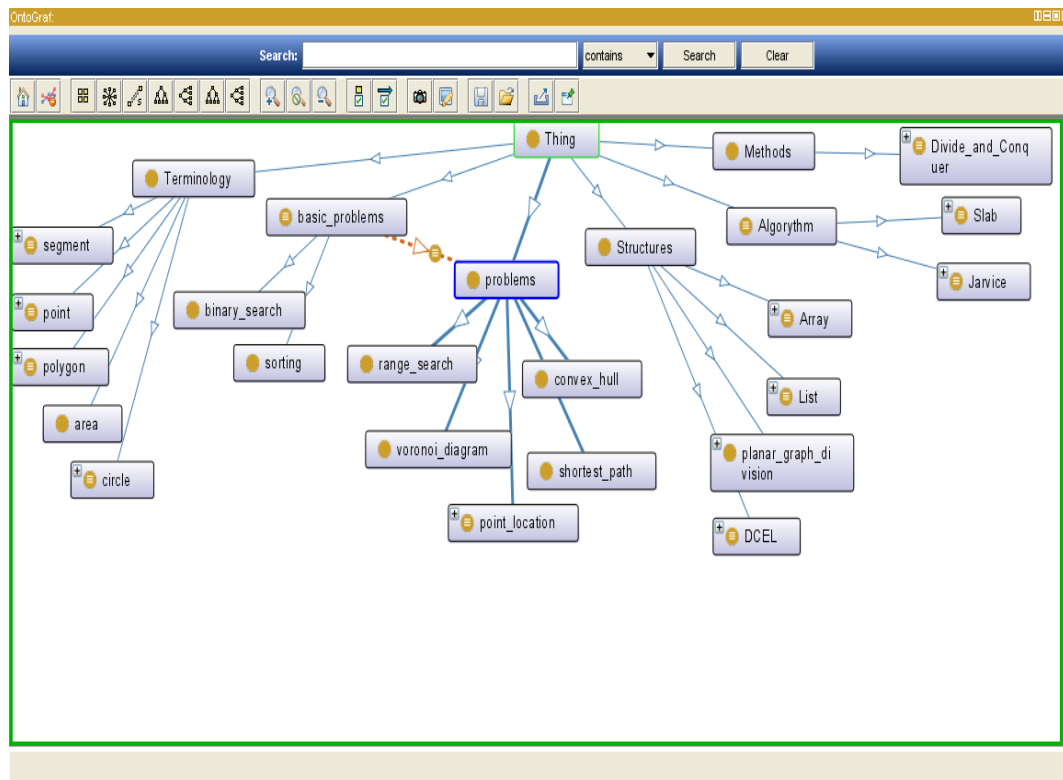 OntoGraf:
Search:
contains
Search
Clear
Thing
Methods
Divide_and_Conq
uer
Terminology
basic_problems
Algorythm
Slab
segment
Structures
problems
Jarvice
point
binary_search
Array
polygon
sorting
range_search
convex_hull
List
area
voronoi_diagram
shortest_path
planar_graph_di
vision
circle
point_location
DCEL